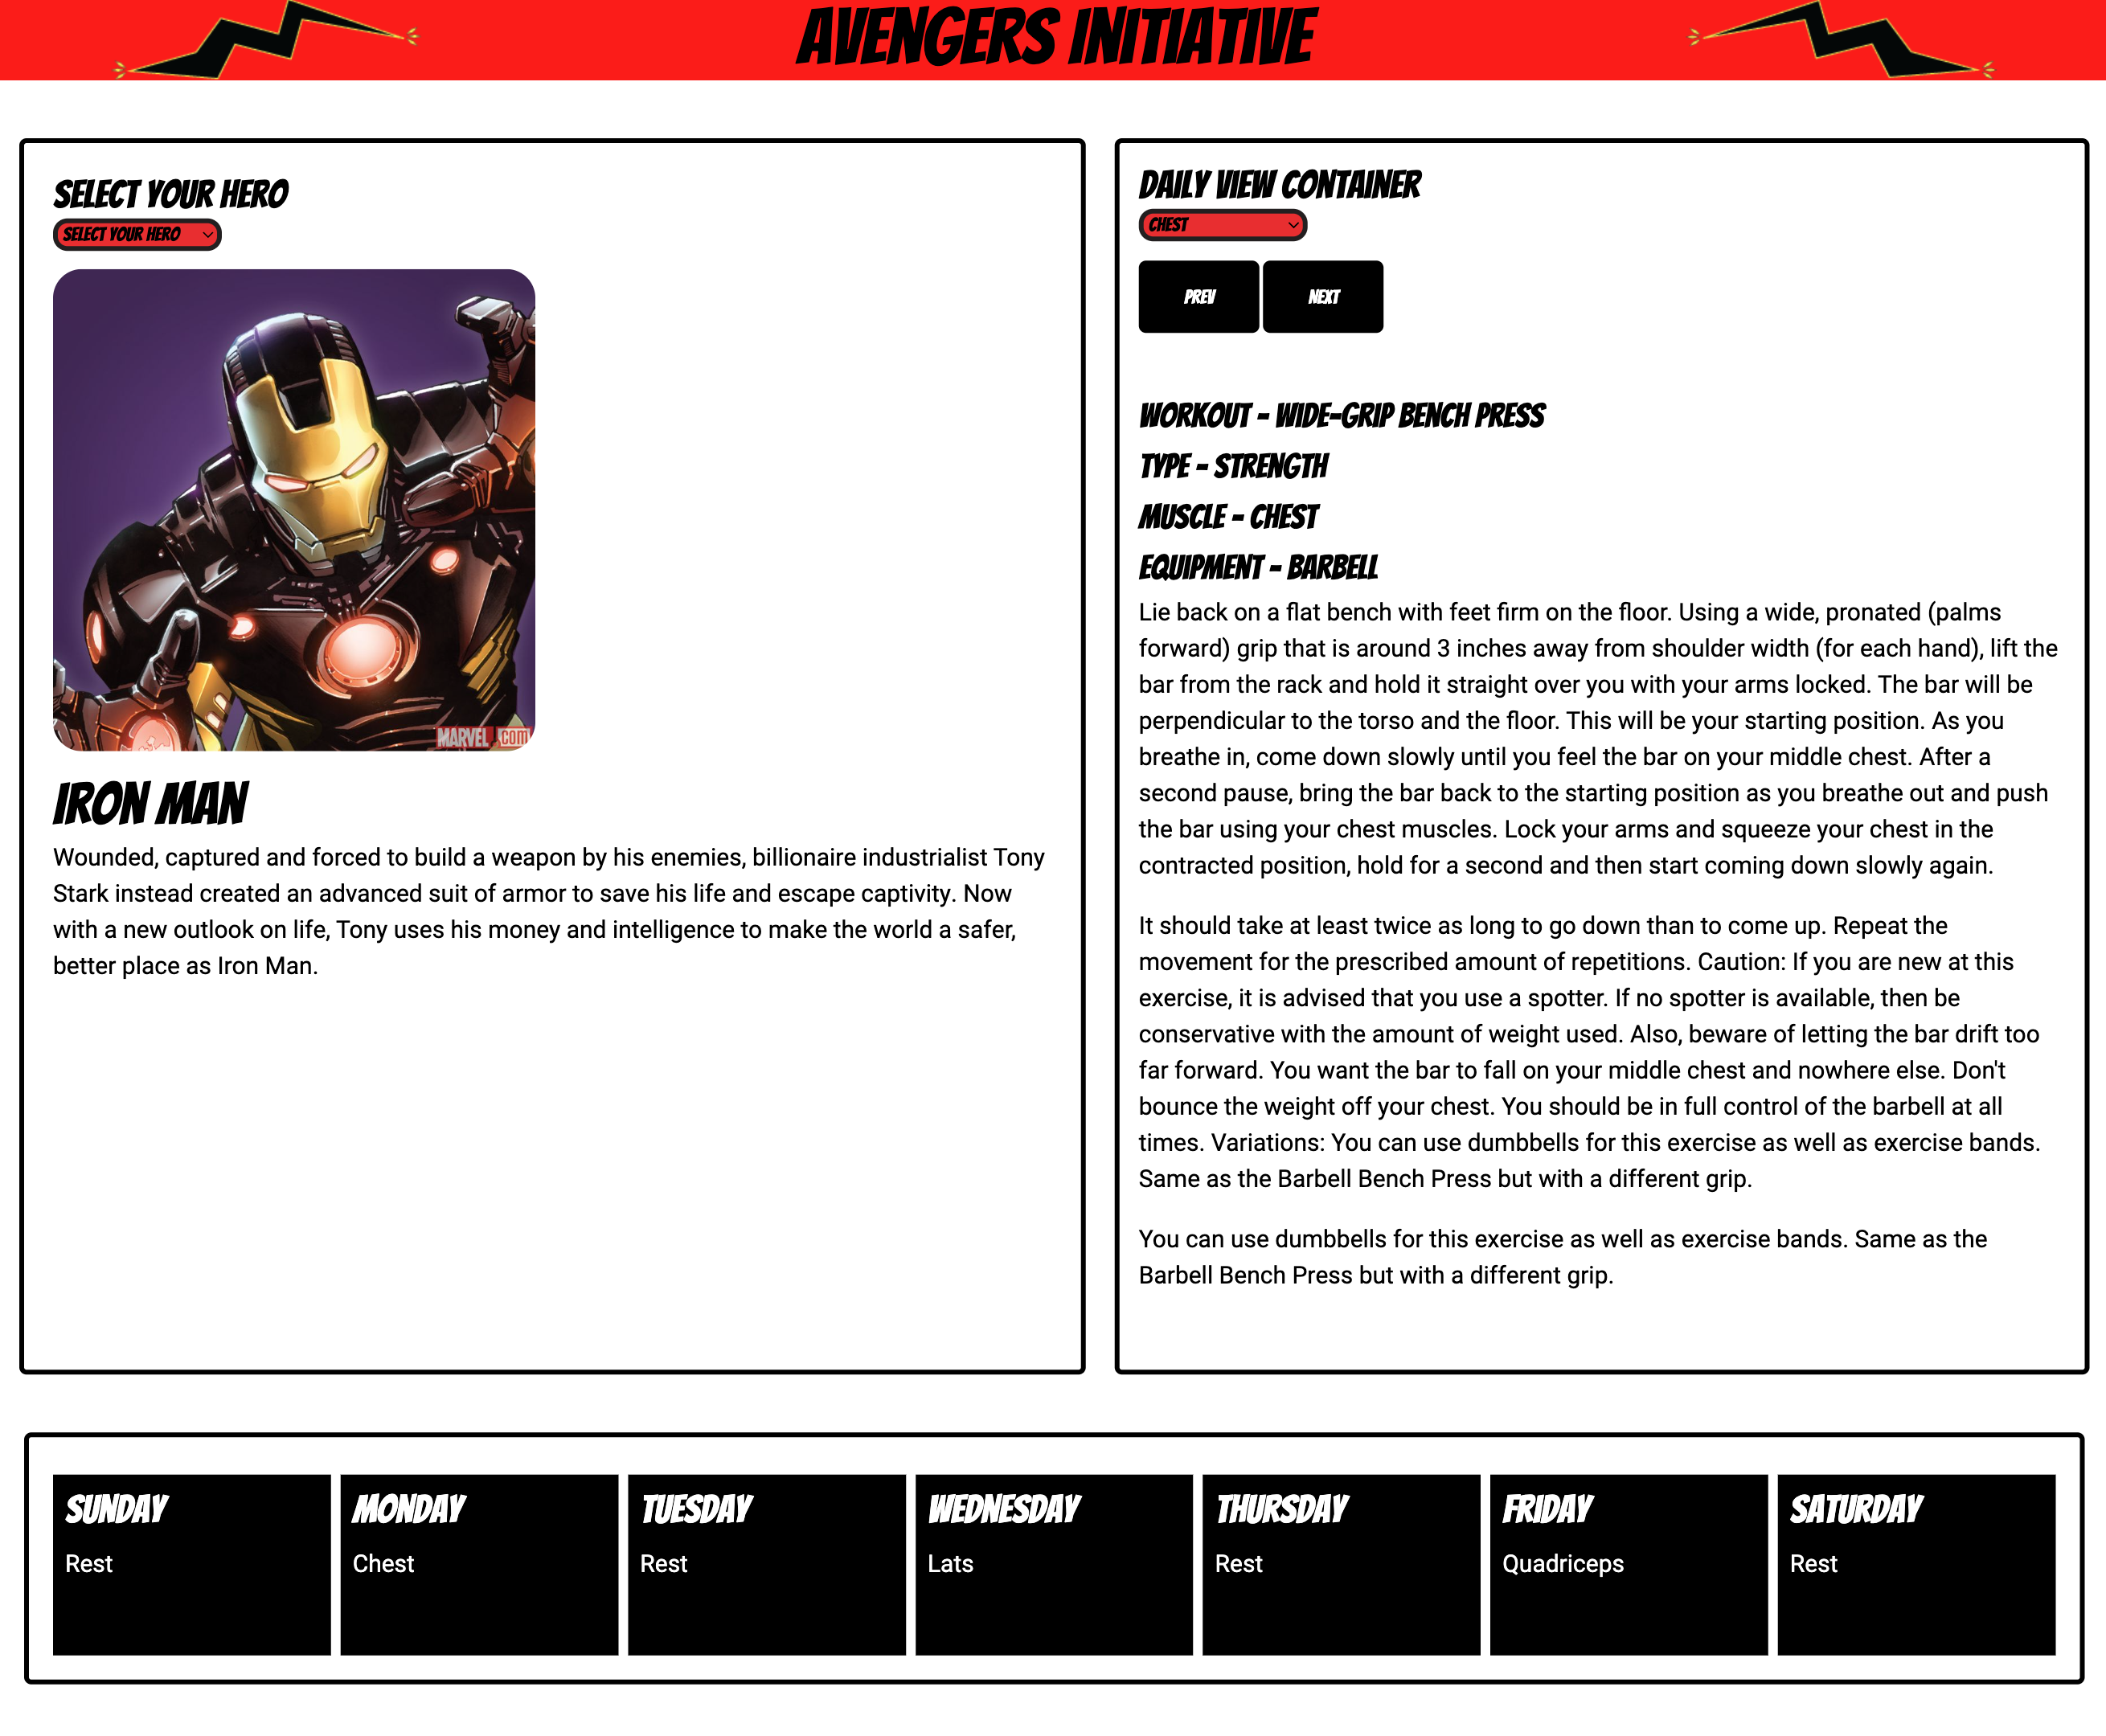 AVENGERS INITIATIVE
SELECT YOUR HERO
SELECT YOUR HERO
MARVEL.COM
IRON MAN
Wounded, captured and forced to build a weapon by his enemies, billionaire industrialist Tony
Stark instead created an advanced suit of armor to save his life and escape captivity. Now
with a new outlook on life, Tony uses his money and intelligence to make the world a safer,
better place as Iron Man.
DAILY VIEW CONTAINER
CHEST
PREV
NEXT
WORKOUT - WIDE-GRIP BENCH PRESS
TYPE - STRENGTH
MUSCLE - CHEST
EQUIPMENT - BARBELL
Lie back on a flat bench with feet firm on the floor. Using a wide, pronated (palms
forward) grip that is around 3 inches away from shoulder width (for each hand), lift the
bar from the rack and hold it straight over you with your arms locked. The bar will be
perpendicular to the torso and the floor. This will be your starting position. As you
breathe in, come down slowly until you feel the bar on your middle chest. After a
second pause, bring the bar back to the starting position as you breathe out and push
the bar using your chest muscles. Lock your arms and squeeze your chest in the
contracted position, hold for a second and then start coming down slowly again.
It should take at least twice as long to go down than to come up. Repeat the
movement for the prescribed amount of repetitions. Caution: If you are new at this
exercise, it is advised that you use a spotter. If no spotter is available, then be
conservative with the amount of weight used. Also, beware of letting the bar drift too
far forward. You want the bar to fall on your middle chest and nowhere else. Don't
bounce the weight off your chest. You should be in full control of the barbell at all
times. Variations: You can use dumbbells for this exercise as well as exercise bands.
Same as the Barbell Bench Press but with a different grip.
You can use dumbbells for this exercise as well as exercise bands. Same as the
Barbell Bench Press but with a different grip.
SUNDAY
Rest
MONDAY
Chest
TUESDAY
Rest
WEDNESDAY
Lats
THURSDAY
Rest
FRIDAY
Quadriceps
SATURDAY
Rest